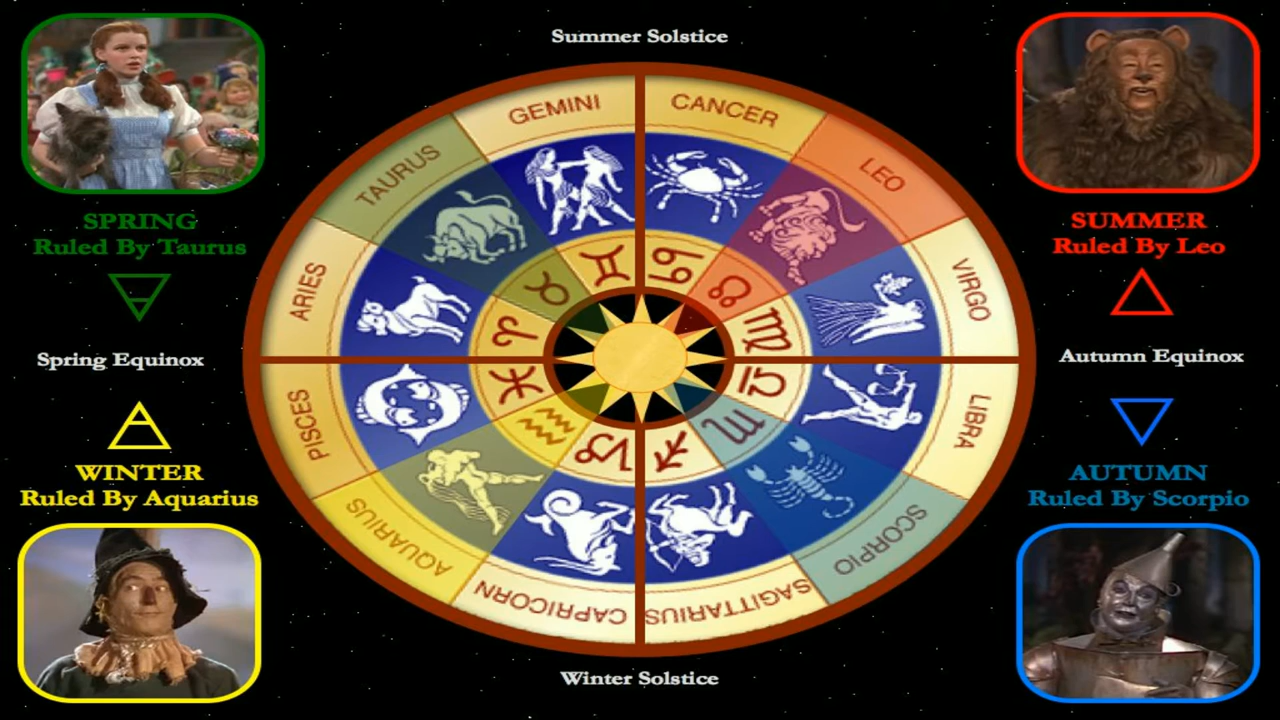 Summer Solstice
SPRING
Ruled By Taurus
Spring Equinox
WINTER
Ruled By Aquarius
GEMINI
CANCER
TAURUS
LEO
ARIES
VIRGO
PISCES
LIBRA
AQUARIUS
SCORPIO
CAPRICORN
SAGITTARIUS
SUMMER
Ruled By Leo
Autumn Equinox
AUTUMN
Ruled By Scorpio
Winter Solstice